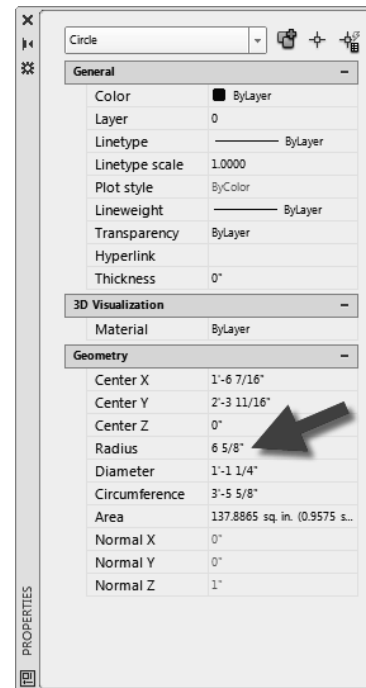 Circle
General
Color ByLayer
Layer 0
Linetype ByLayer
Linetype scale 1.0000
Plot style ByColor
Lineweight ByLayer
Transparency ByLayer
Hyperlink
Thickness 0"
3D Visualization
Material ByLayer
Geometry
Center X 1'-6 7/16"
Center Y 2'-3 11/16"
Center Z 0"
Radius 6 5/8"
Diameter 1'-1 1/4"
Circumference 3'-5 5/8"
Area 137.8865 sq. in. (0.9575 s...
Normal X 0"
Normal Y 0"
Normal Z 1"
PROPERTIES